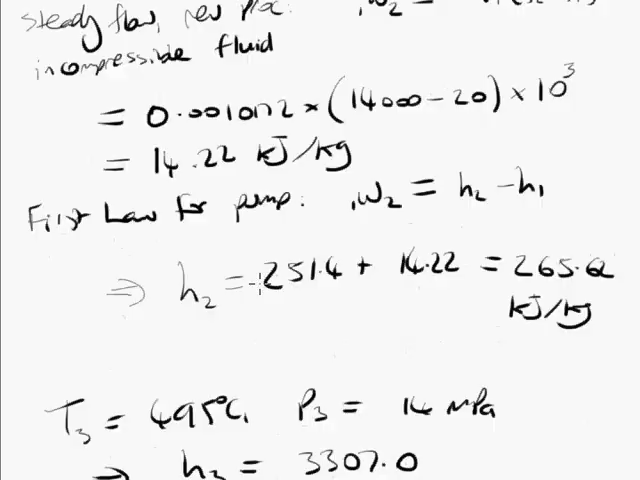 steady flow, rev proc: ₁w₂ =
incompressible fluid
= 0.0010172 × (14000 - 20) × 10³
= 14.22 kJ/kg
First Law for pump: ₁w₂ = h₂ - h₁
⇒ h₂ = 251.4 + 14.22 = 265.62
kJ/kg
T₃ = 495°C, P₃ = 14 MPa
⇒ h₃ = 3307.0